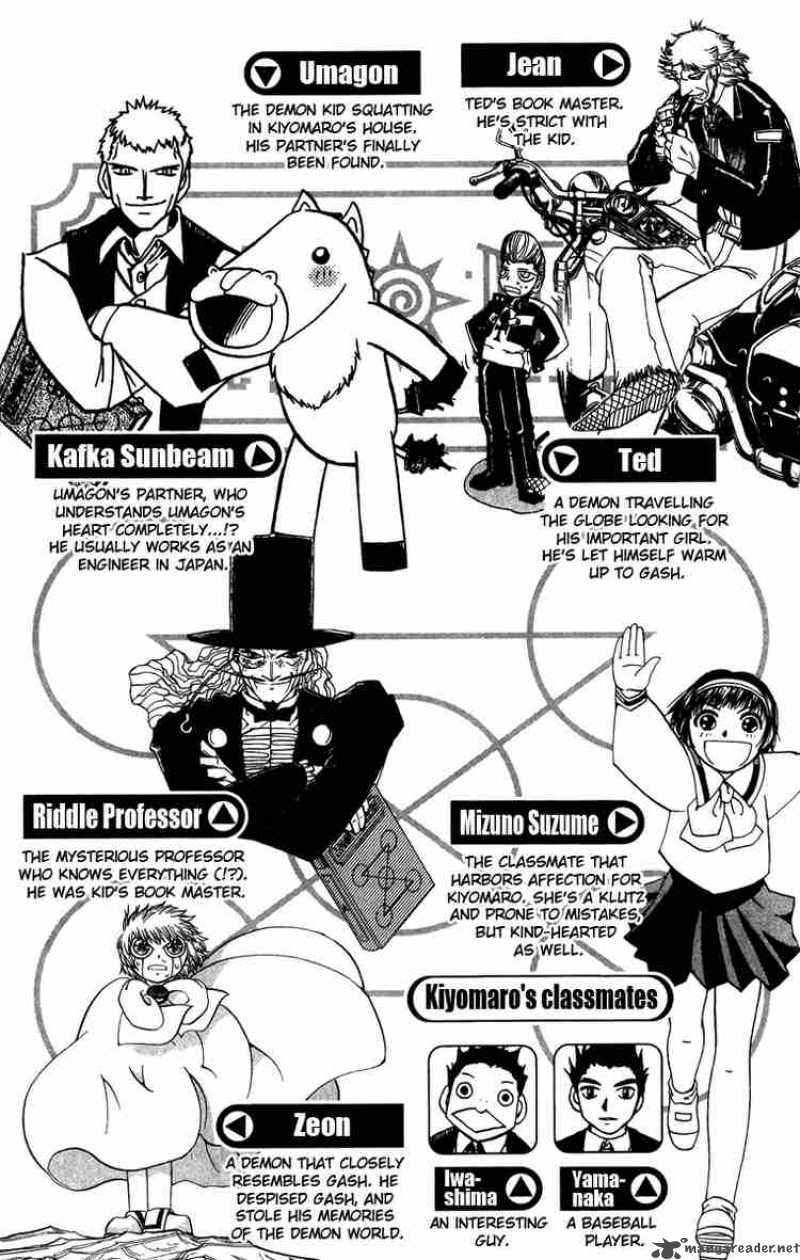 Umagon
THE DEMON KID SQUATTING
IN KIYOMARO'S HOUSE.
HIS PARTNER'S FINALLY
BEEN FOUND.
Jean
TED'S BOOK MASTER.
HE'S STRICT WITH
THE KID.
Kafka Sunbeam
UMAGON'S PARTNER, WHO
UNDERSTANDS UMAGON'S
HEART COMPLETELY...!?
HE USUALLY WORKS AS AN
ENGINEER IN JAPAN.
Ted
A DEMON TRAVELLING
THE GLOBE LOOKING FOR
HIS IMPORTANT GIRL.
HE'S LET HIMSELF WARM
UP TO GASH.
Riddle Professor
THE MYSTERIOUS PROFESSOR
WHO KNOWS EVERYTHING (!?).
HE WAS KID'S BOOK MASTER.
Mizuno Suzume
THE CLASSMATE THAT
HARBORS AFFECTION FOR
KIYOMARO. SHE'S A KLUTZ
AND PRONE TO MISTAKES,
BUT KIND-HEARTED
AS WELL.
Kiyomaro's classmates
Zeon
A DEMON THAT CLOSELY
RESEMBLES GASH. HE
DESPISED GASH, AND
STOLE HIS MEMORIES
OF THE DEMON WORLD.
Iwa-
shima
AN INTERESTING
GUY.
Yama-
naka
A BASEBALL
PLAYER.
mangareader.net